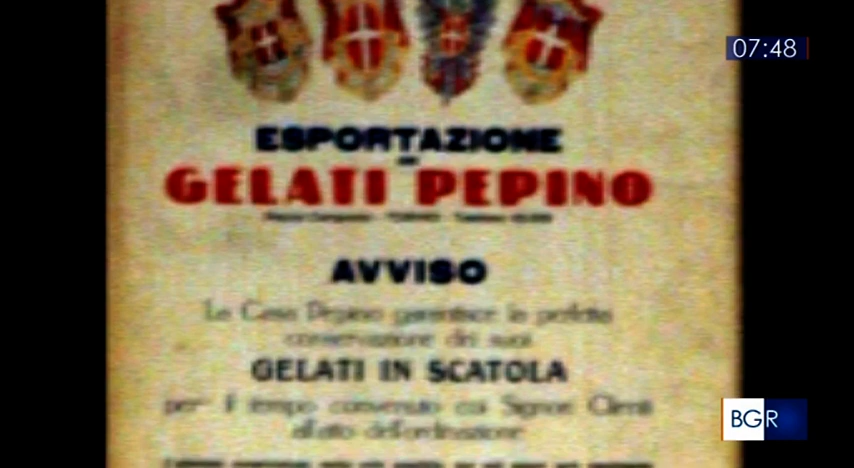 07:48
ESPORTAZIONE
GELATI PEPINO
TORINO
AVVISO
La Casa Pepino garantisce la perfetta
conservazione dei suoi
GELATI IN SCATOLA
per il tempo convenuto coi Signori Clienti
all'atto dell'ordinazione
BGR